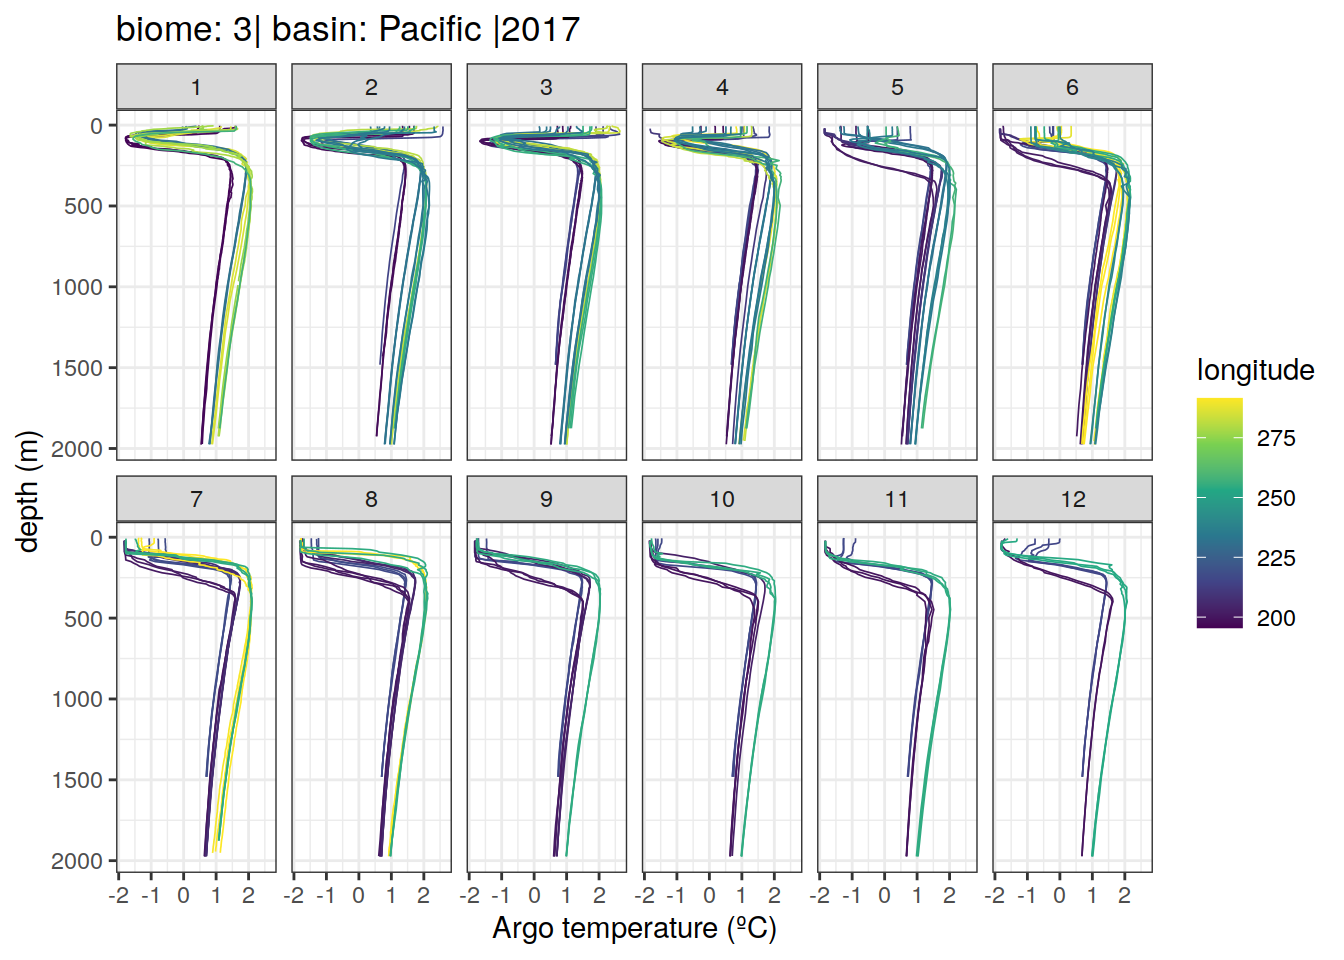 biome: 3| basin: Pacific |2017
1 2 3 4 5 6
0
500
1000
1500
2000
7 8 9 10 11 12
0
500
1000
1500
2000
-2 -1 0 1 2 -2 -1 0 1 2 -2 -1 0 1 2 -2 -1 0 1 2 -2 -1 0 1 2 -2 -1 0 1 2
Argo temperature (ºC)
depth (m)
longitude
275
250
225
200